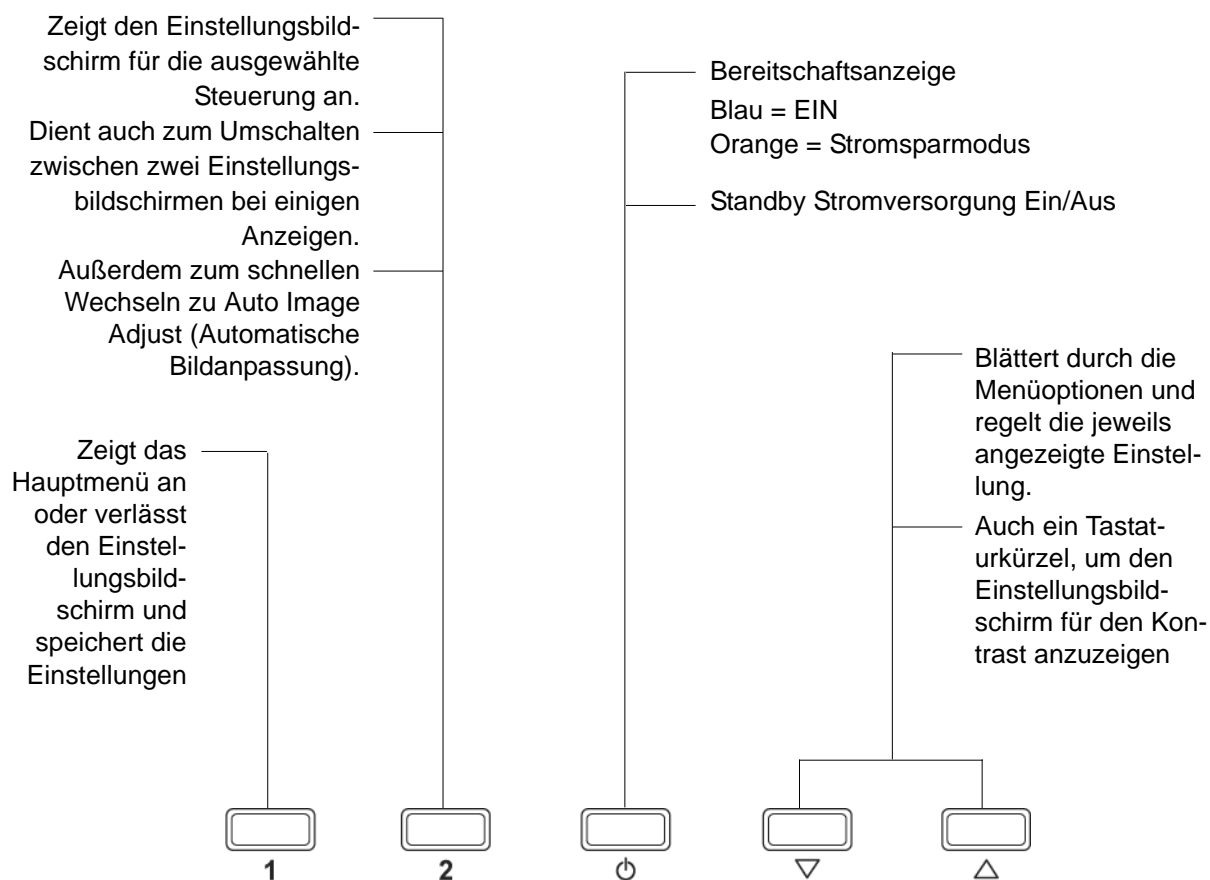 Zeigt den Einstellungsbild-
schirm für die ausgewählte
Steuerung an.
Dient auch zum Umschalten
zwischen zwei Einstellungs-
bildschirmen bei einigen
Anzeigen.
Außerdem zum schnellen
Wechseln zu Auto Image
Adjust (Automatische
Bildanpassung).
Zeigt das
Hauptmenü an
oder verlässt
den Einstel-
lungsbild-
schirm und
speichert die
Einstellungen
Bereitschaftsanzeige
Blau = EIN
Orange = Stromsparmodus
Standby Stromversorgung Ein/Aus
Blättert durch die
Menüoptionen und
regelt die jeweils
angezeigte Einstel-
lung.
Auch ein Tastatu-
rkürzel, um den
Einstellungsbild-
schirm für den Kon-
trast anzuzeigen
1
2